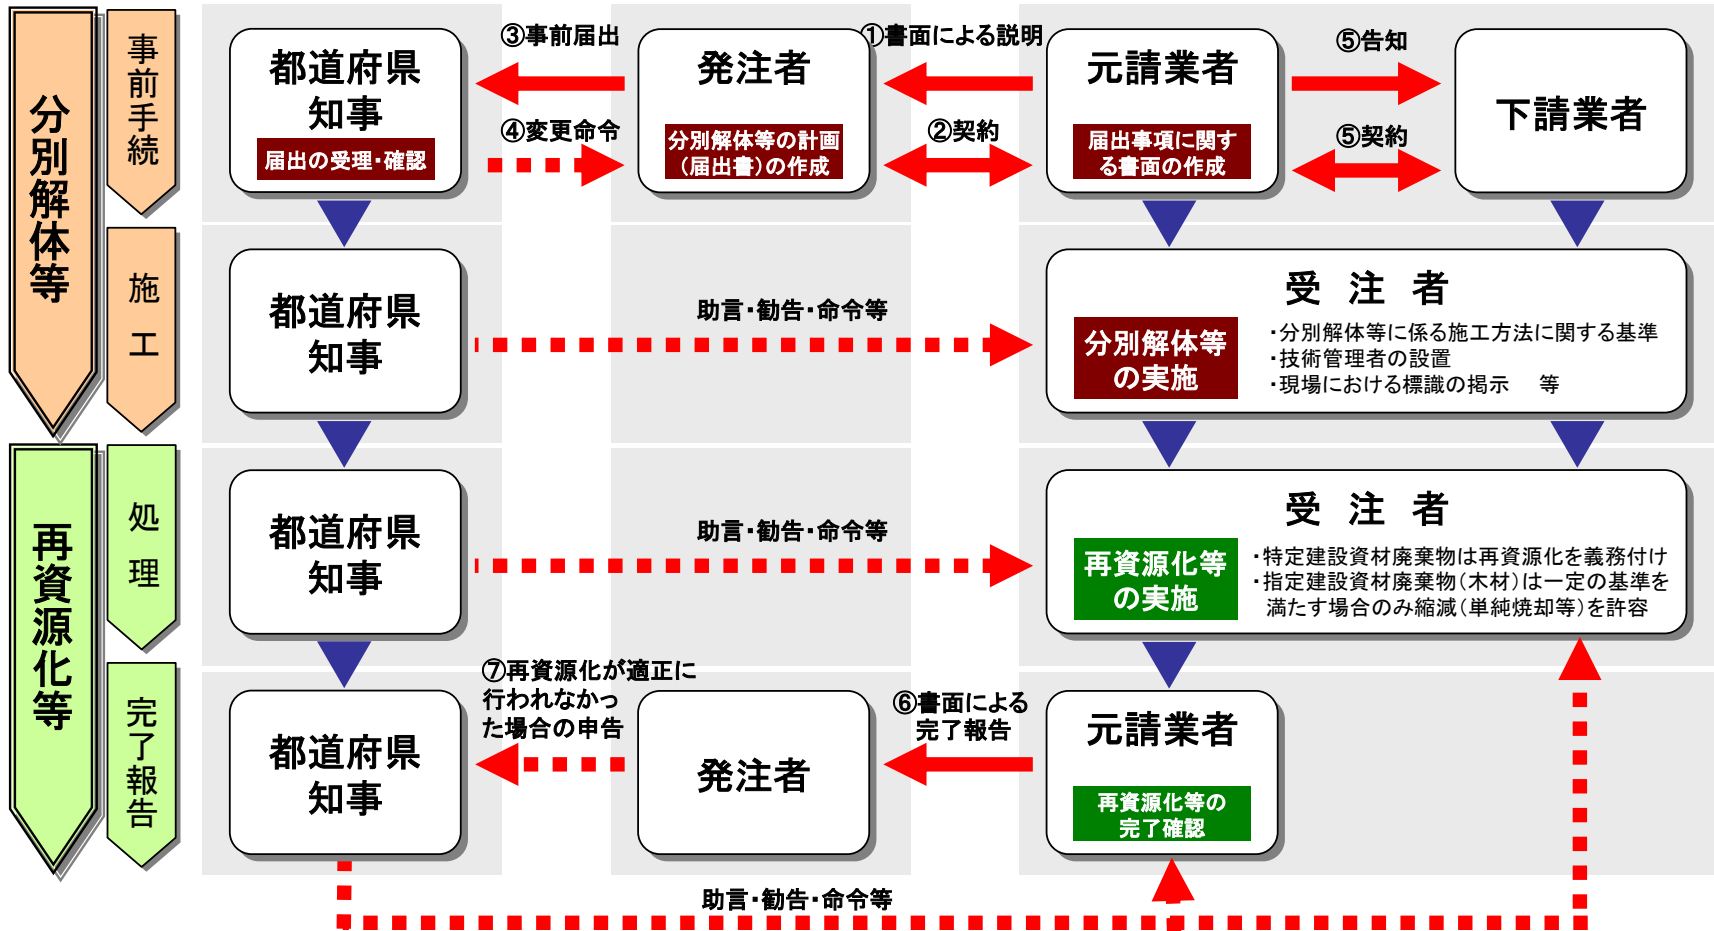 分別解体等
事前手続
施工
再資源化等
処理
完了報告
都道府県
知事
届出の受理・確認
③事前届出
④変更命令
発注者
分別解体等の計画
（届出書）の作成
①書面による説明
②契約
元請業者
届出事項に関す
る書面の作成
⑤告知
⑤契約
下請業者
都道府県
知事
助言・勧告・命令等
受 注 者
分別解体等
の実施
・分別解体等に係る施工方法に関する基準
・技術管理者の設置
・現場における標識の掲示　等
都道府県
知事
助言・勧告・命令等
受 注 者
再資源化等
の実施
・特定建設資材廃棄物は再資源化を義務付け
・指定建設資材廃棄物（木材）は一定の基準を
満たす場合のみ縮減（単純焼却等）を許容
都道府県
知事
⑦再資源化が適正に
行われなかっ
た場合の申告
発注者
⑥書面による
完了報告
元請業者
再資源化等の
完了確認
助言・勧告・命令等